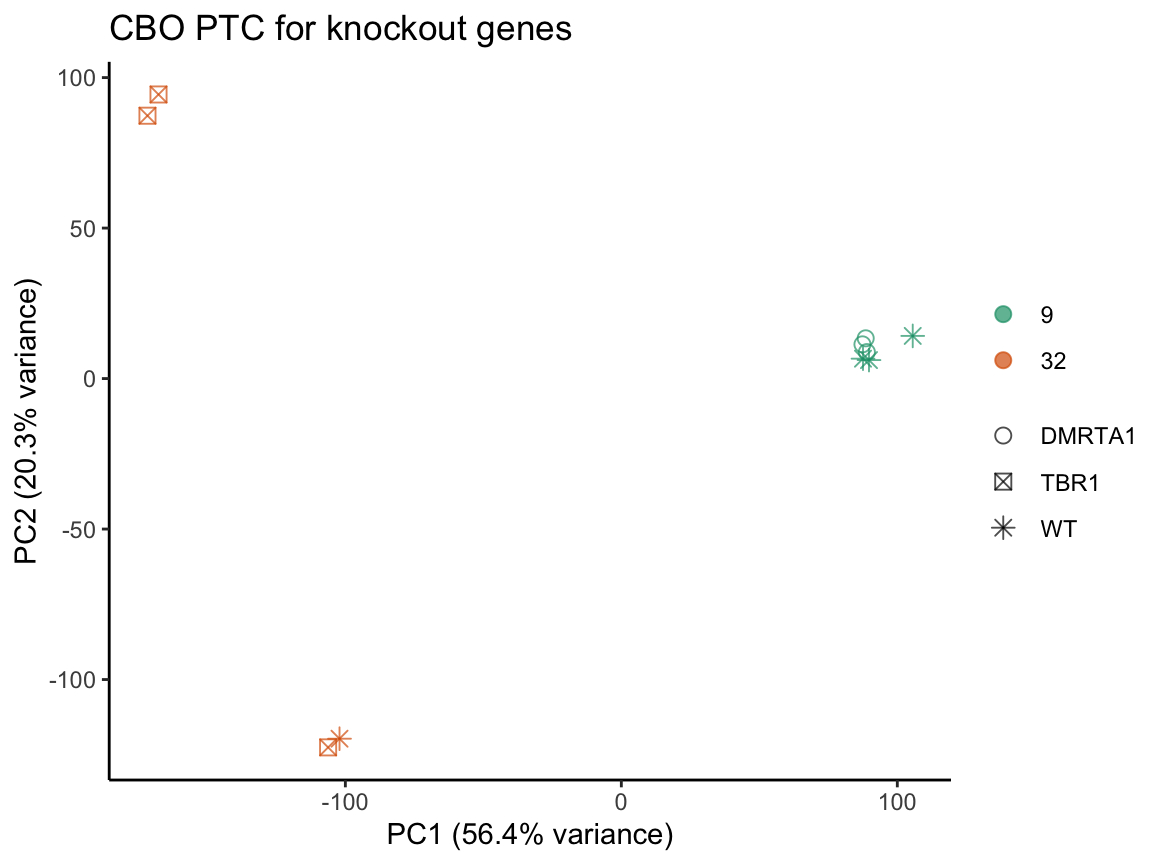 CBO PTC for knockout genes
100
50
0
-50
-100
PC2 (20.3% variance)
-100
0
100
PC1 (56.4% variance)
9
32
DMRTA1
TBR1
WT